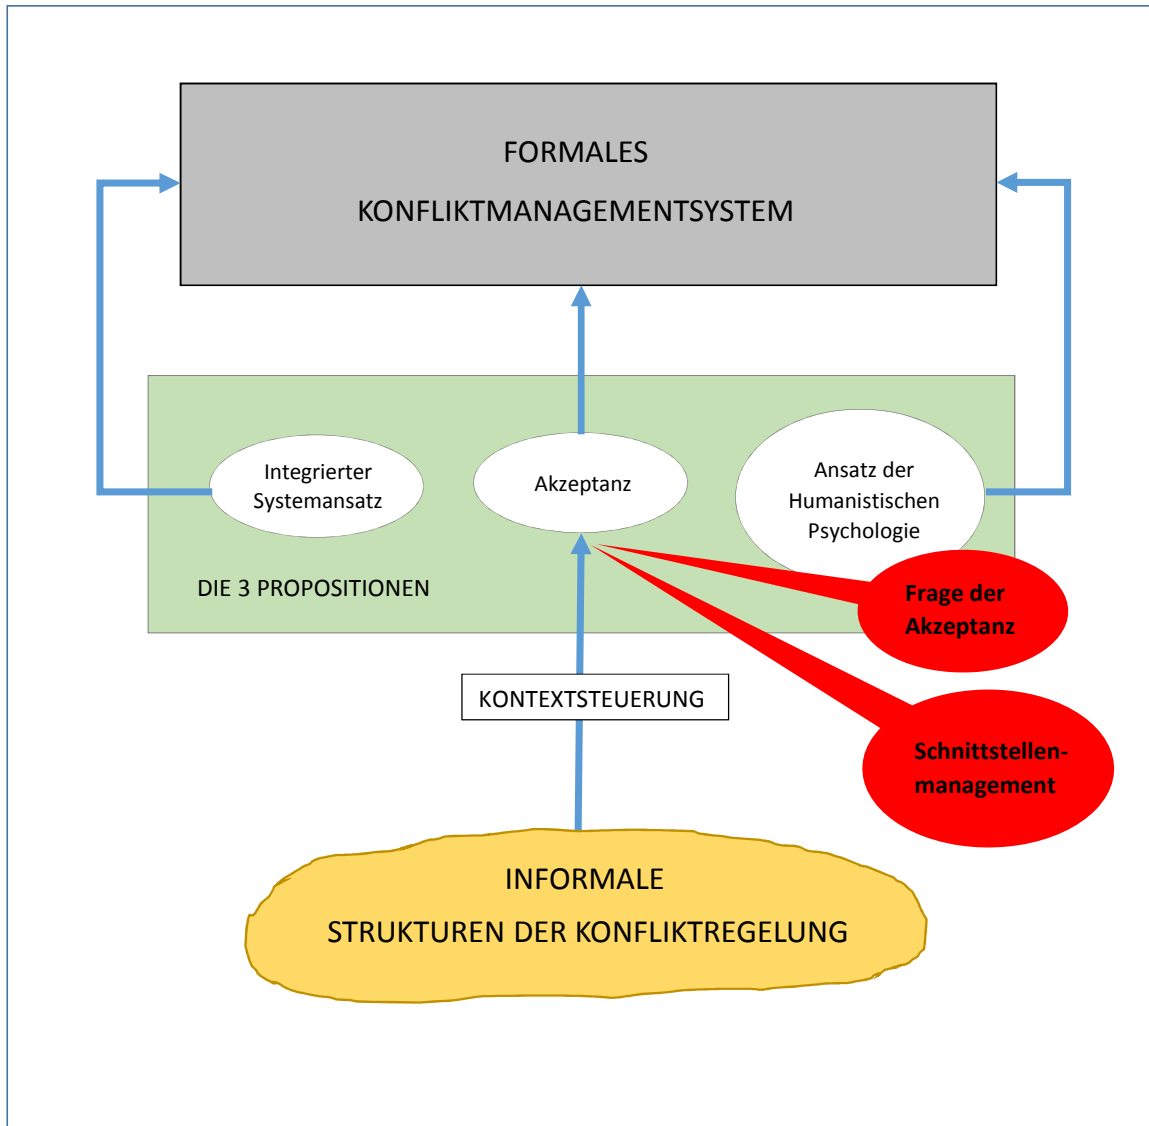 FORMALES
KONFLIKTMANAGEMENTSYSTEM
Integrierter
Systemansatz
Akzeptanz
Ansatz der
Humanistischen
Psychologie
DIE 3 PROPOSITIONEN
Frage der
Akzeptanz
KONTEXTSTEUERUNG
Schnittstellen-
management
INFORMALE
STRUKTUREN DER KONFLIKTREGELUNG